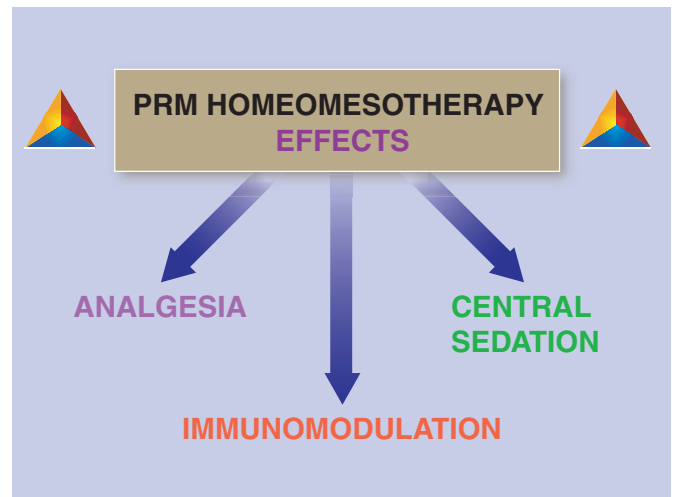 PRM HOMEOMESOTHERAPY
EFFECTS
ANALGESIA
CENTRAL
SEDATION
IMMUNOMODULATION